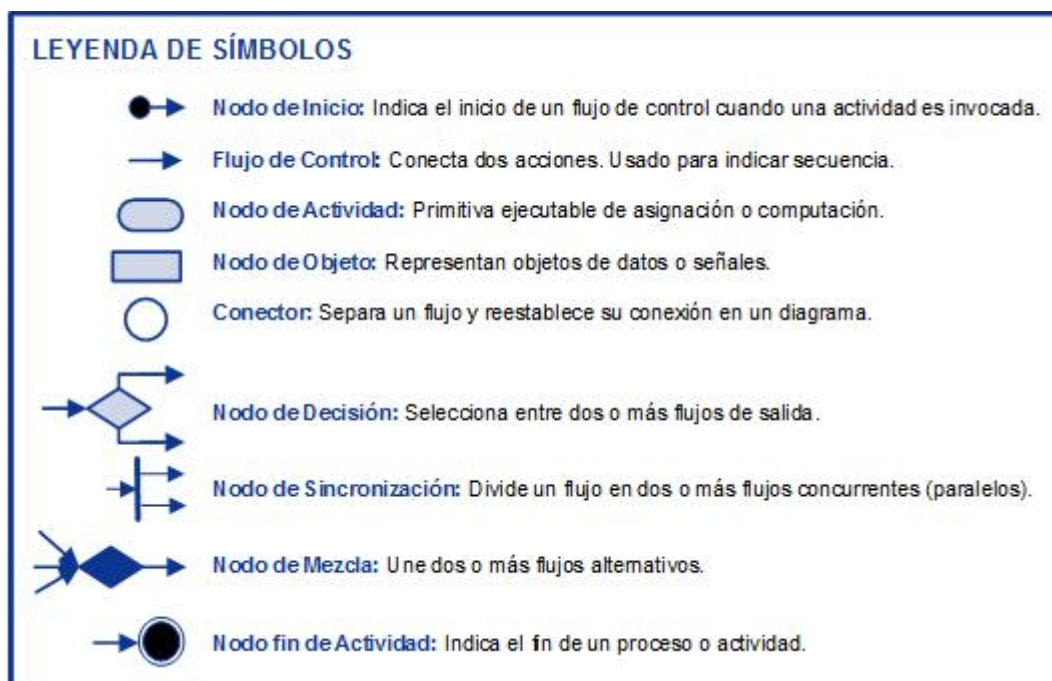 LEYENDA DE SÍMBOLOS
Nodo de Inicio: Indica el inicio de un flujo de control cuando una actividad es invocada.
Flujo de Control: Conecta dos acciones. Usado para indicar secuencia.
Nodo de Actividad: Primitiva ejecutable de asignación o computación.
Nodo de Objeto: Representan objetos de datos o señales.
Conector: Separa un flujo y reestablece su conexión en un diagrama.
Nodo de Decisión: Selecciona entre dos o más flujos de salida.
Nodo de Sincronización: Divide un flujo en dos o más flujos concurrentes (paralelos).
Nodo de Mezcla: Une dos o más flujos alternativos.
Nodo fin de Actividad: Indica el fin de un proceso o actividad.